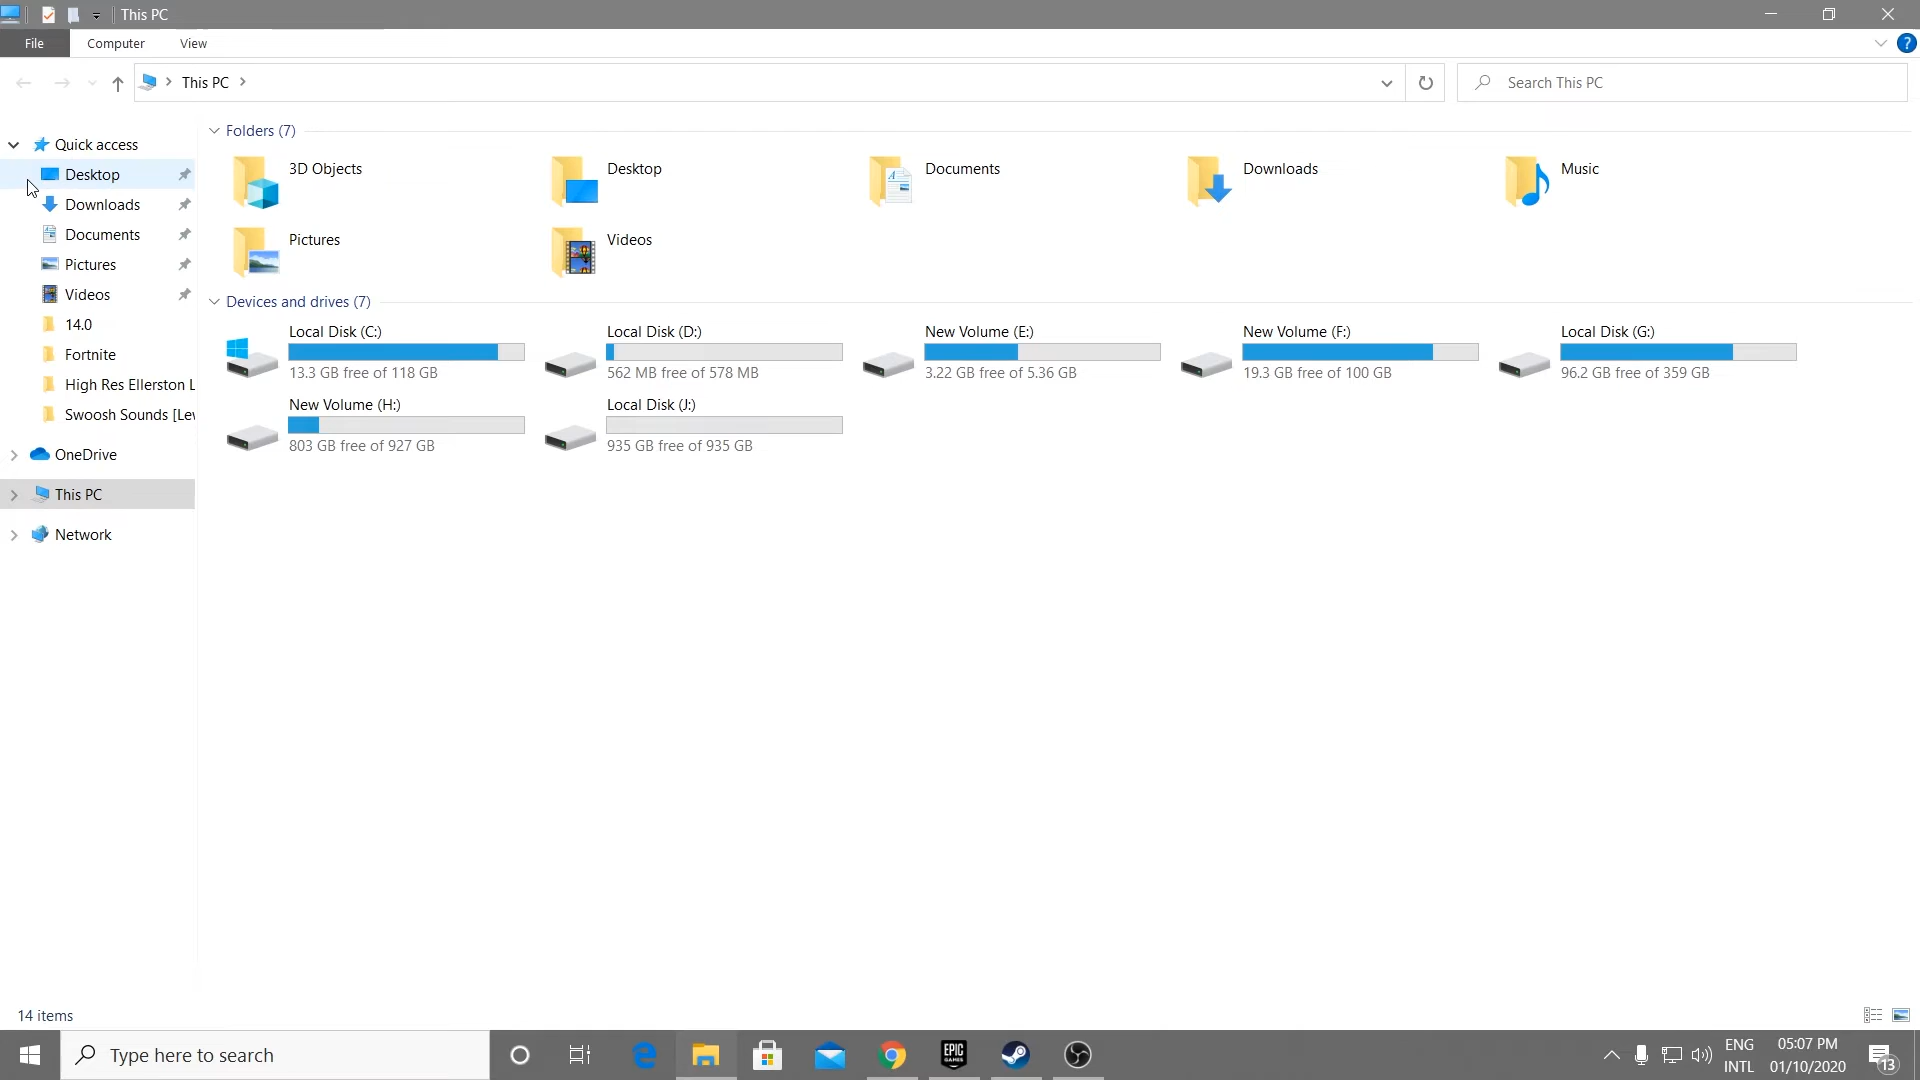 This PC
File Computer View
This PC
Search This PC
Quick access
Desktop
Downloads
Documents
Pictures
Videos
14.0
Fortnite
High Res Ellerston L
Swoosh Sounds [Lev
OneDrive
This PC
Network
Folders (7)
3D Objects
Desktop
Documents
Downloads
Music
Pictures
Videos
Devices and drives (7)
Local Disk (C:)
13.3 GB free of 118 GB
Local Disk (D:)
562 MB free of 578 MB
New Volume (E:)
3.22 GB free of 5.36 GB
New Volume (F:)
19.3 GB free of 100 GB
Local Disk (G:)
96.2 GB free of 359 GB
New Volume (H:)
803 GB free of 927 GB
Local Disk (J:)
935 GB free of 935 GB
14 items
Type here to search
EPIC
GAMES
ENG
INTL
05:07 PM
01/10/2020
13